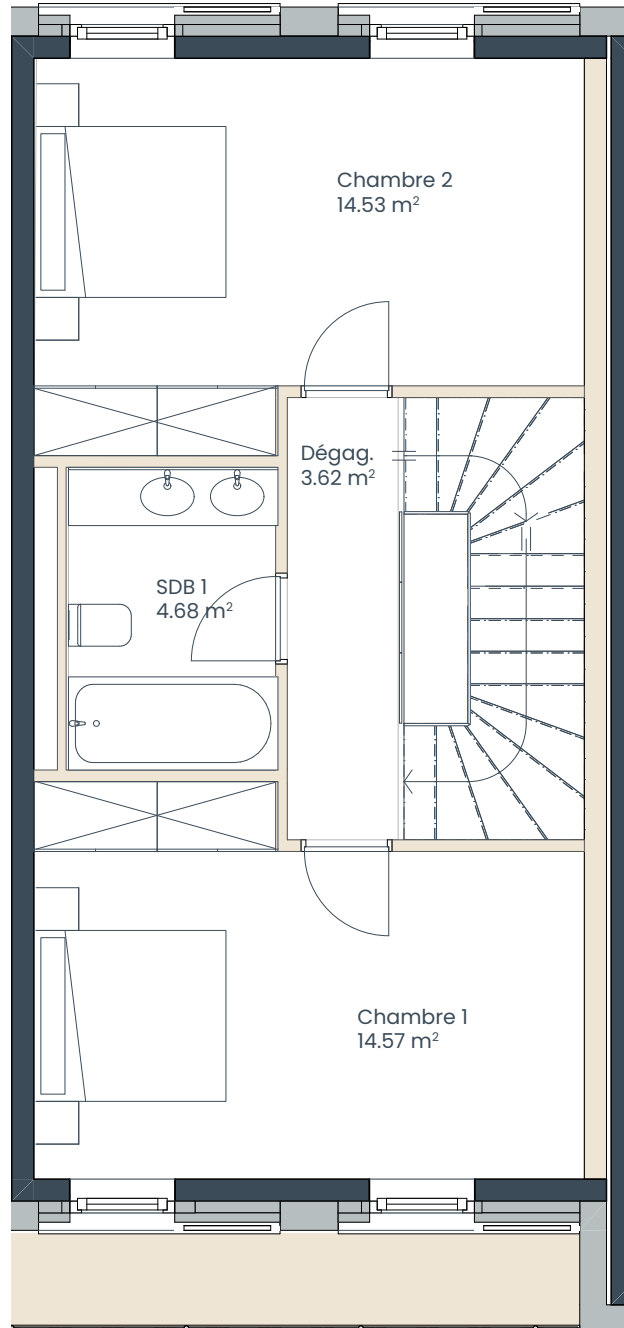 Chambre 2
14.53 m²
Dégag.
3.62 m²
SDB 1
4.68 m²
Chambre 1
14.57 m²